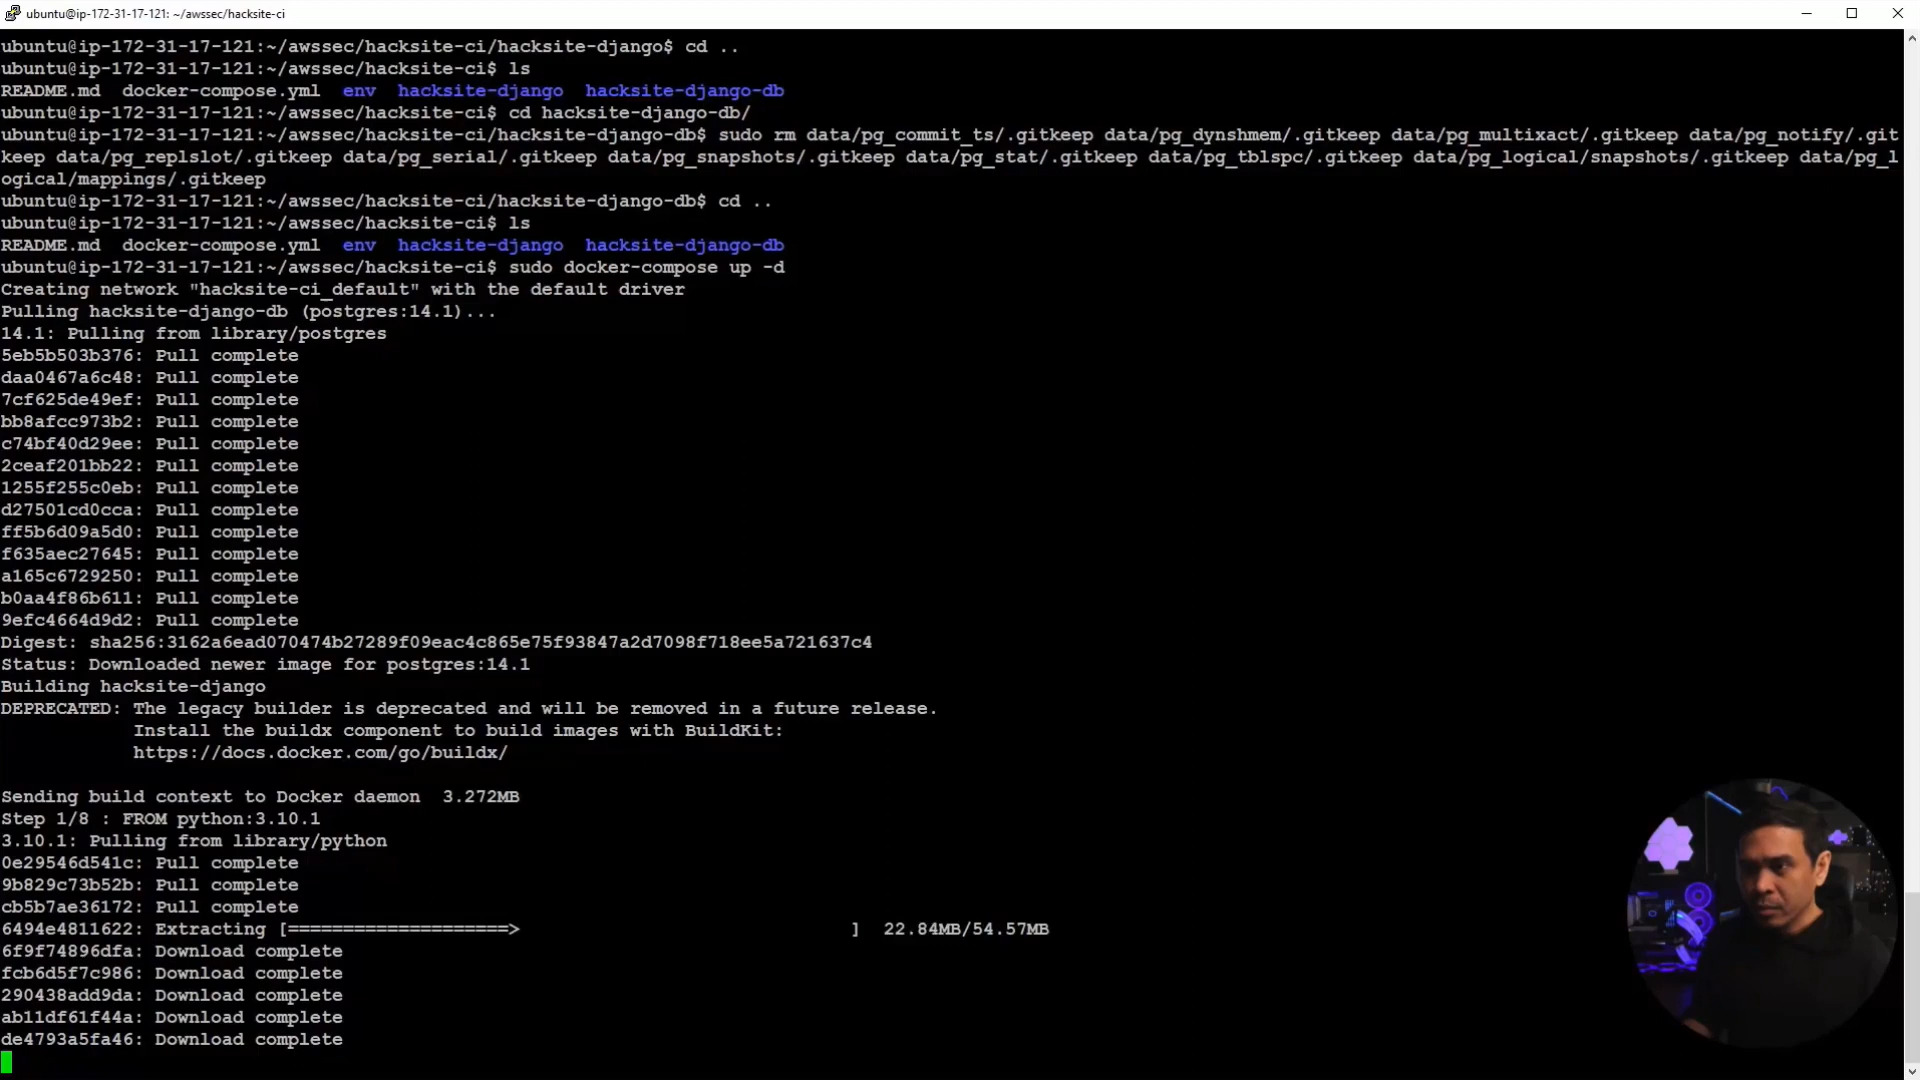 ubuntu@ip-172-31-17-121: ~/awssec/hacksite-ci
ubuntu@ip-172-31-17-121:~/awssec/hacksite-ci/hacksite-django$ cd ..
ubuntu@ip-172-31-17-121:~/awssec/hacksite-ci$ ls
README.md  docker-compose.yml  env  hacksite-django  hacksite-django-db
ubuntu@ip-172-31-17-121:~/awssec/hacksite-ci$ cd hacksite-django-db/
ubuntu@ip-172-31-17-121:~/awssec/hacksite-ci/hacksite-django-db$ sudo rm data/pg_commit_ts/.gitkeep data/pg_dynshmem/.gitkeep data/pg_multixact/.gitkeep data/pg_notify/.git
keep data/pg_replslot/.gitkeep data/pg_serial/.gitkeep data/pg_snapshots/.gitkeep data/pg_stat/.gitkeep data/pg_tblspc/.gitkeep data/pg_logical/snapshots/.gitkeep data/pg_l
ogical/mappings/.gitkeep
ubuntu@ip-172-31-17-121:~/awssec/hacksite-ci/hacksite-django-db$ cd ..
ubuntu@ip-172-31-17-121:~/awssec/hacksite-ci$ ls
README.md  docker-compose.yml  env  hacksite-django  hacksite-django-db
ubuntu@ip-172-31-17-121:~/awssec/hacksite-ci$ sudo docker-compose up -d
Creating network "hacksite-ci_default" with the default driver
Pulling hacksite-django-db (postgres:14.1)...
14.1: Pulling from library/postgres
5eb5b503b376: Pull complete
daa0467a6c48: Pull complete
7cf625de49ef: Pull complete
bb8afcc973b2: Pull complete
c74bf40d29ee: Pull complete
2ceaf201bb22: Pull complete
1255f255c0eb: Pull complete
d27501cd0cca: Pull complete
ff5b6d09a5d0: Pull complete
f635aec27645: Pull complete
a165c6729250: Pull complete
b0aa4f86b611: Pull complete
9efc4664d9d2: Pull complete
Digest: sha256:3162a6ead070474b27289f09eac4c865e75f93847a2d7098f718ee5a721637c4
Status: Downloaded newer image for postgres:14.1
Building hacksite-django
DEPRECATED: The legacy builder is deprecated and will be removed in a future release.
            Install the buildx component to build images with BuildKit:
            https://docs.docker.com/go/buildx/
Sending build context to Docker daemon  3.272MB
Step 1/8 : FROM python:3.10.1
3.10.1: Pulling from library/python
0e29546d541c: Pull complete
9b829c73b52b: Pull complete
cb5b7ae36172: Pull complete
6494e4811622: Extracting [====================>                              ]  22.84MB/54.57MB
6f9f74896dfa: Download complete
fcb6d5f7c986: Download complete
290438add9da: Download complete
ab11df61f44a: Download complete
de4793a5fa46: Download complete